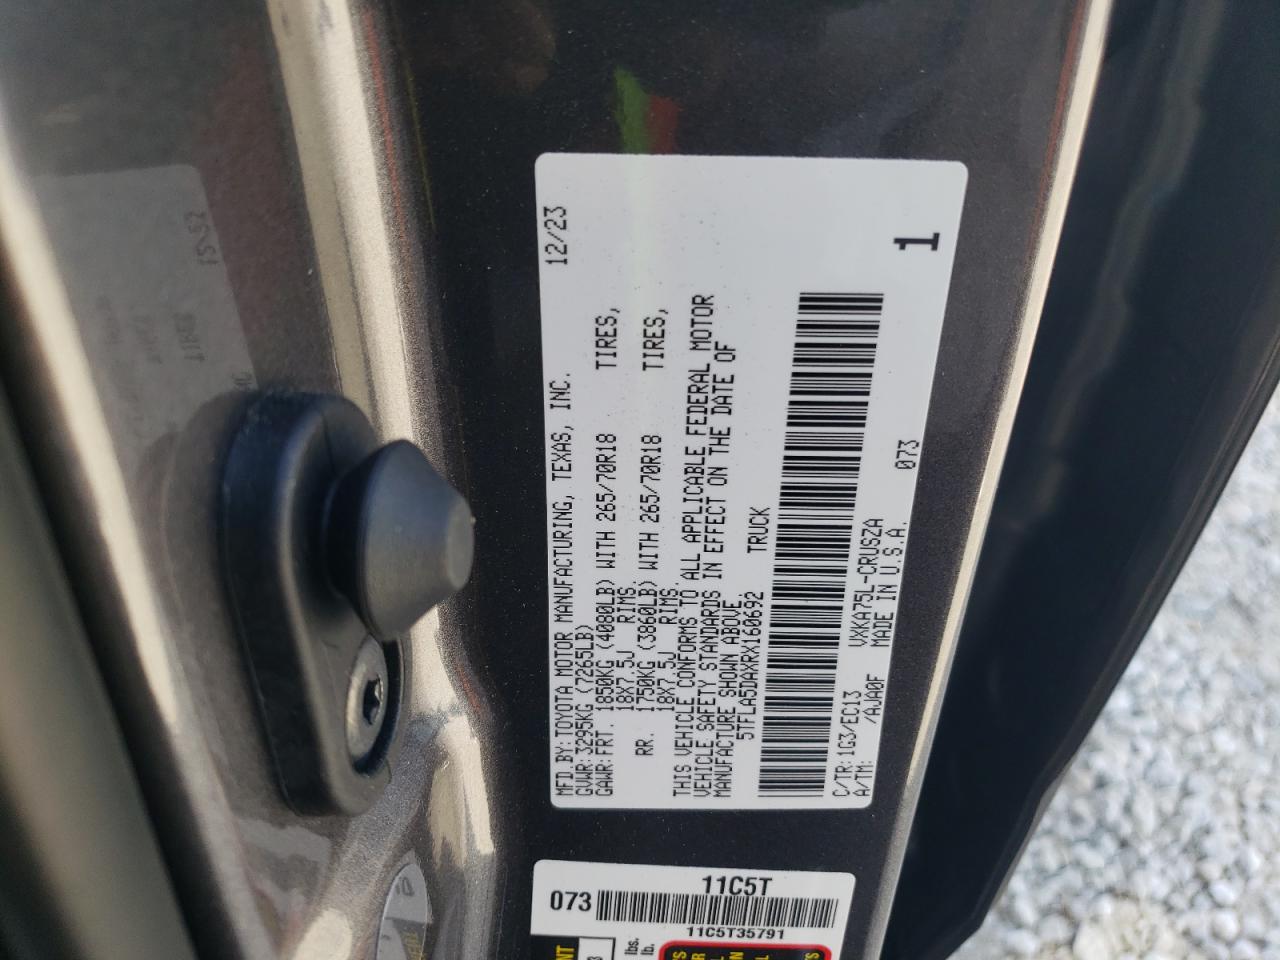 MFD.BY: TOYOTA MOTOR MANUFACTURING, TEXAS, INC. 12/23
GVWR: 3295KG (7265LB)
GAWR: FRT. 1850KG (4080LB) WITH 265/70R18 TIRES,
18X7.5J RIMS.
RR. 1750KG (3860LB) WITH 265/70R18 TIRES,
18X7.5J RIMS.
THIS VEHICLE CONFORMS TO ALL APPLICABLE FEDERAL MOTOR
VEHICLE SAFETY STANDARDS IN EFFECT ON THE DATE OF
MANUFACTURE SHOWN ABOVE.
5TFLA5DAXRX160692 TRUCK
C/TR: 1G3/EC13 VXKA75L-CRUSZA 073
A/TM: /AJA0F MADE IN U.S.A.
1
11C5T
073
11C5T35791
lbs.
lb.